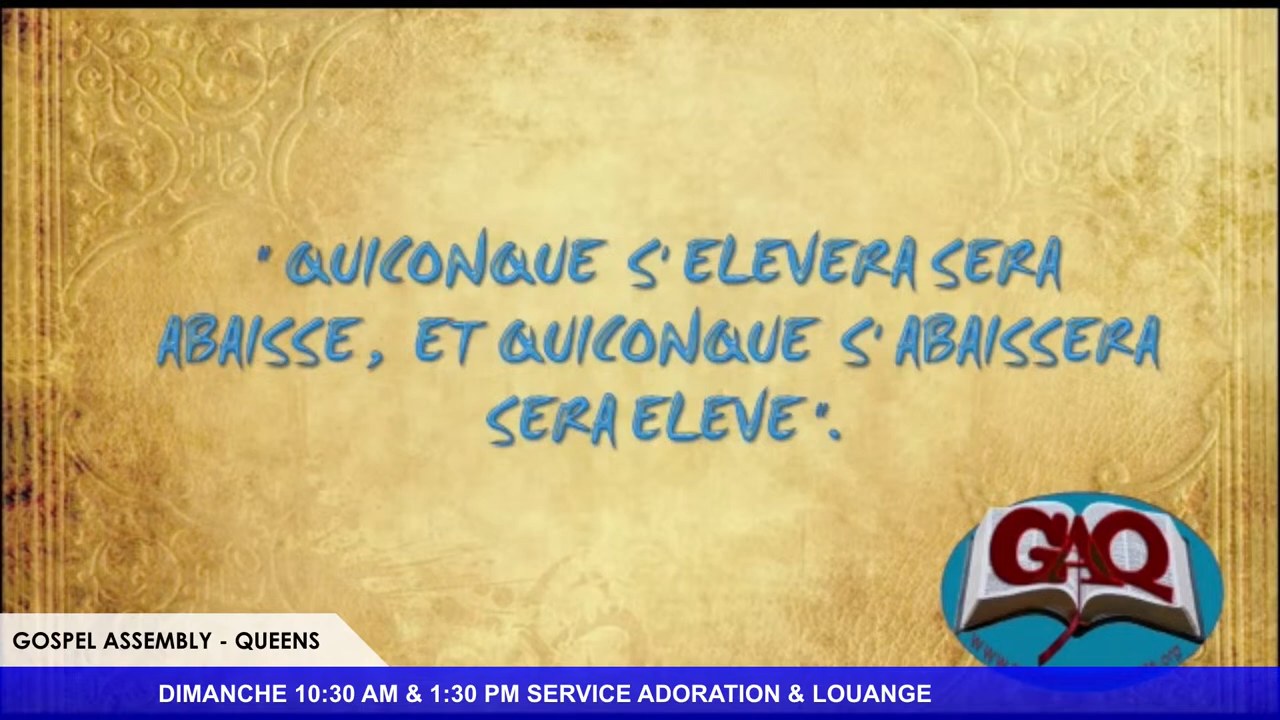 " QUICONQUE S' ELEVERA SERA
ABAISSE , ET QUICONQUE S' ABAISSERA
SERA ELEVE ".
GAQ
GOSPEL ASSEMBLY - QUEENS
DIMANCHE 10:30 AM & 1:30 PM SERVICE ADORATION & LOUANGE